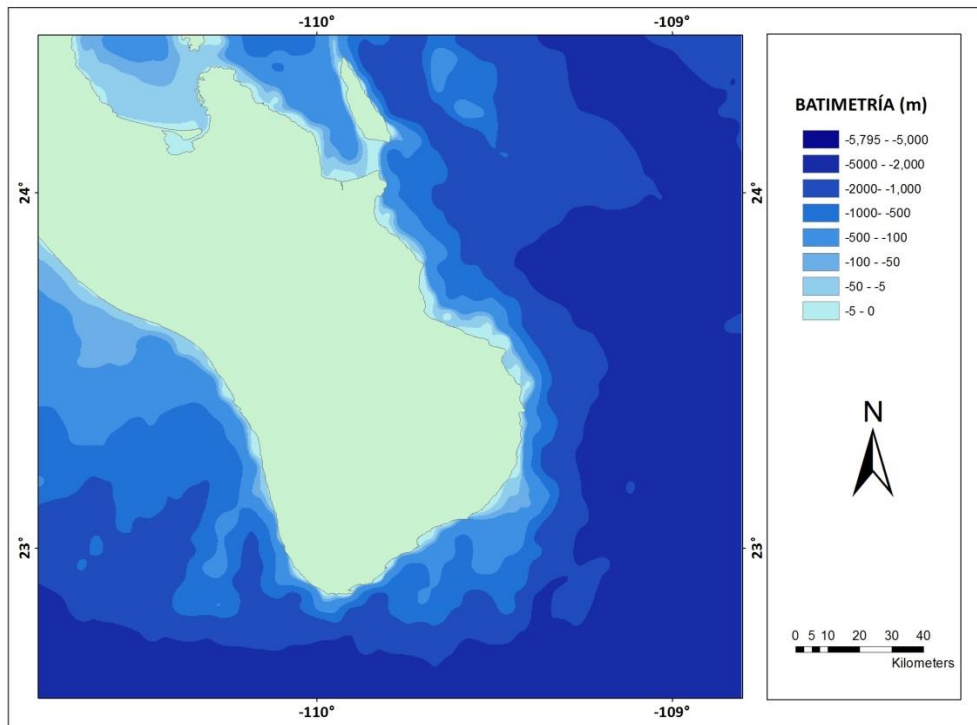 -110°
-109°
24°
24°
23°
23°
-110°
-109°
BATIMETRÍA (m)
-5,795 - -5,000
-5000 - -2,000
-2000- -1,000
-1000- -500
-500 - -100
-100 - -50
-50 - -5
-5 - 0
N
0 5 10 20 30 40
Kilometers